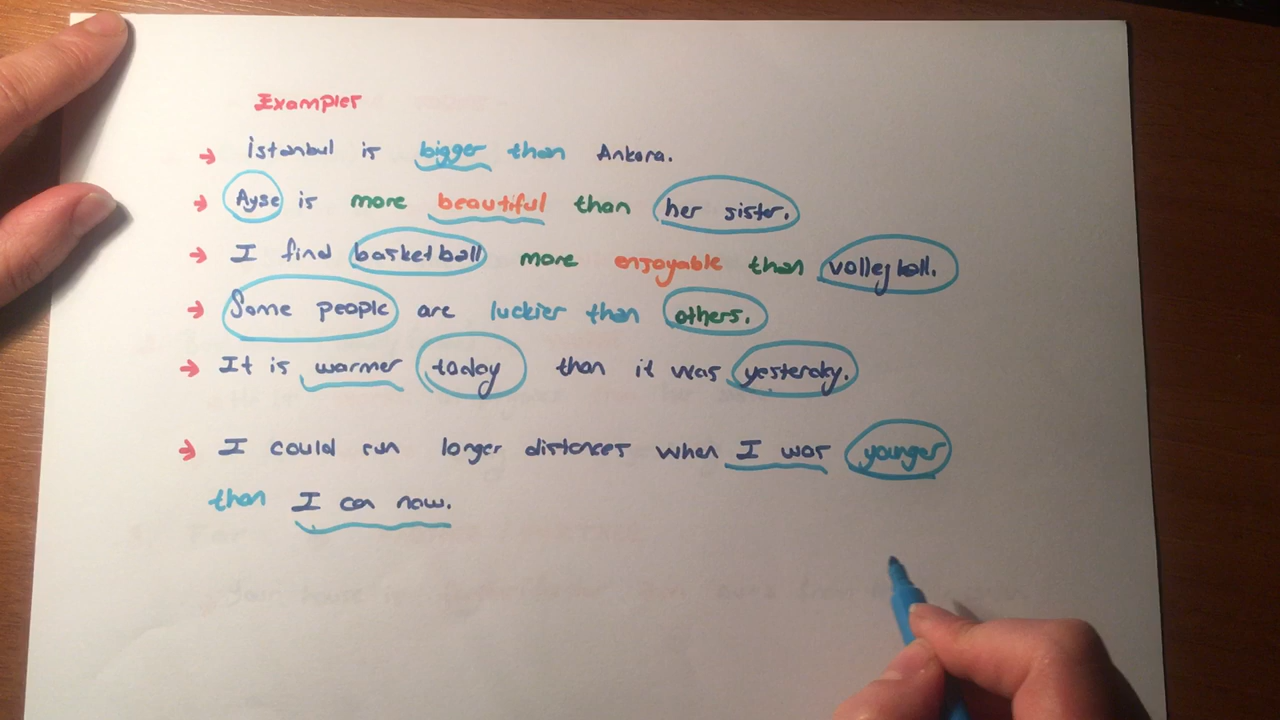 Examples
→ İstanbul is bigger than Ankara.
→ Ayse is more beautiful than her sister.
→ I find basketball more enjoyable than volleyball.
→ Some people are luckier than others.
→ It is warmer today than it was yesterday.
→ I could run longer distances when I was younger
than I can now.